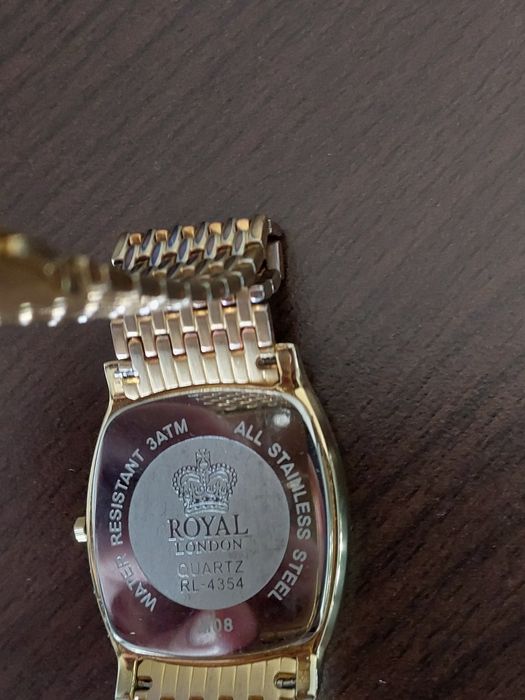 WATER RESISTANT 3ATM
ALL STAINLESS STEEL
ROYAL
LONDON
QUARTZ
RL-4354